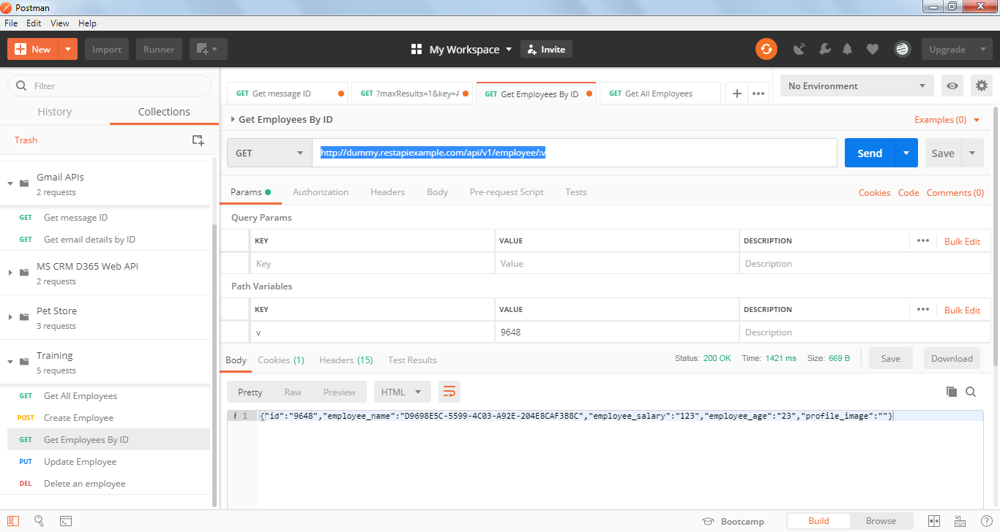 Postman
File Edit View Help
New Import Runner My Workspace Invite Upgrade
Filter
History Collections
Trash
Gmail APIs
2 requests
GET Get message ID
GET Get email details by ID
MS CRM D365 Web API
2 requests
Pet Store
3 requests
Training
5 requests
GET Get All Employees
POST Create Employee
GET Get Employees By ID
PUT Update Employee
DEL Delete an employee
GET Get message ID GET ?maxResults=1&key=A GET Get Employees By ID GET Get All Employees
No Environment
Get Employees By ID Examples (0)
GET http://dummy.restapiexample.com/api/v1/employee/:v Send Save
Params Authorization Headers Body Pre-request Script Tests Cookies Code Comments (0)
Query Params
KEY VALUE DESCRIPTION Bulk Edit
Key Value Description
Path Variables
KEY VALUE DESCRIPTION Bulk Edit
v 9648 Description
Body Cookies (1) Headers (15) Test Results Status: 200 OK Time: 1421 ms Size: 669 B Save Download
Pretty Raw Preview HTML
i 1 {"id":"9648","employee_name":"D9698E5C-5599-4C03-A92E-204E8CAF3B8C","employee_salary":"123","employee_age":"23","profile_image":""}
Bootcamp Build Browse